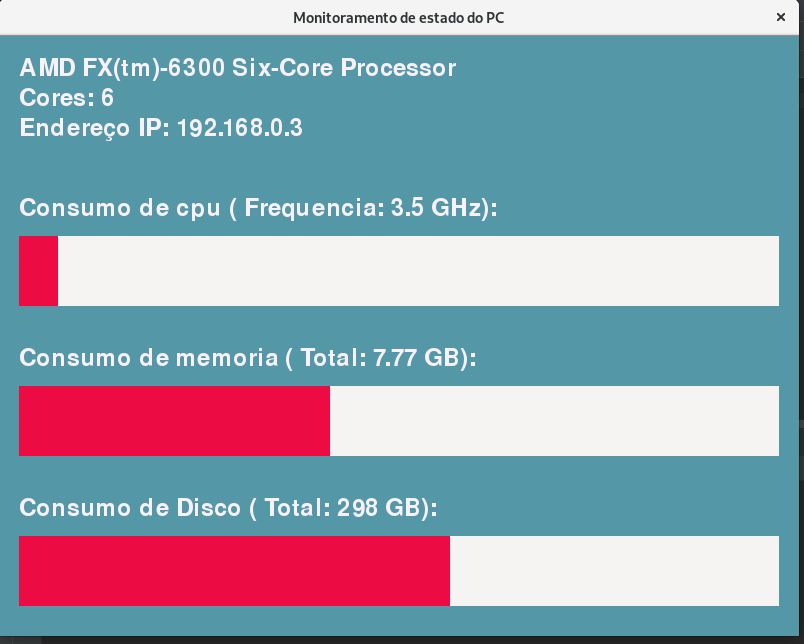 Monitoramento de estado do PC
AMD FX(tm)-6300 Six-Core Processor
Cores: 6
Endereço IP: 192.168.0.3
Consumo de cpu ( Frequencia: 3.5 GHz):
Consumo de memoria ( Total: 7.77 GB):
Consumo de Disco ( Total: 298 GB):